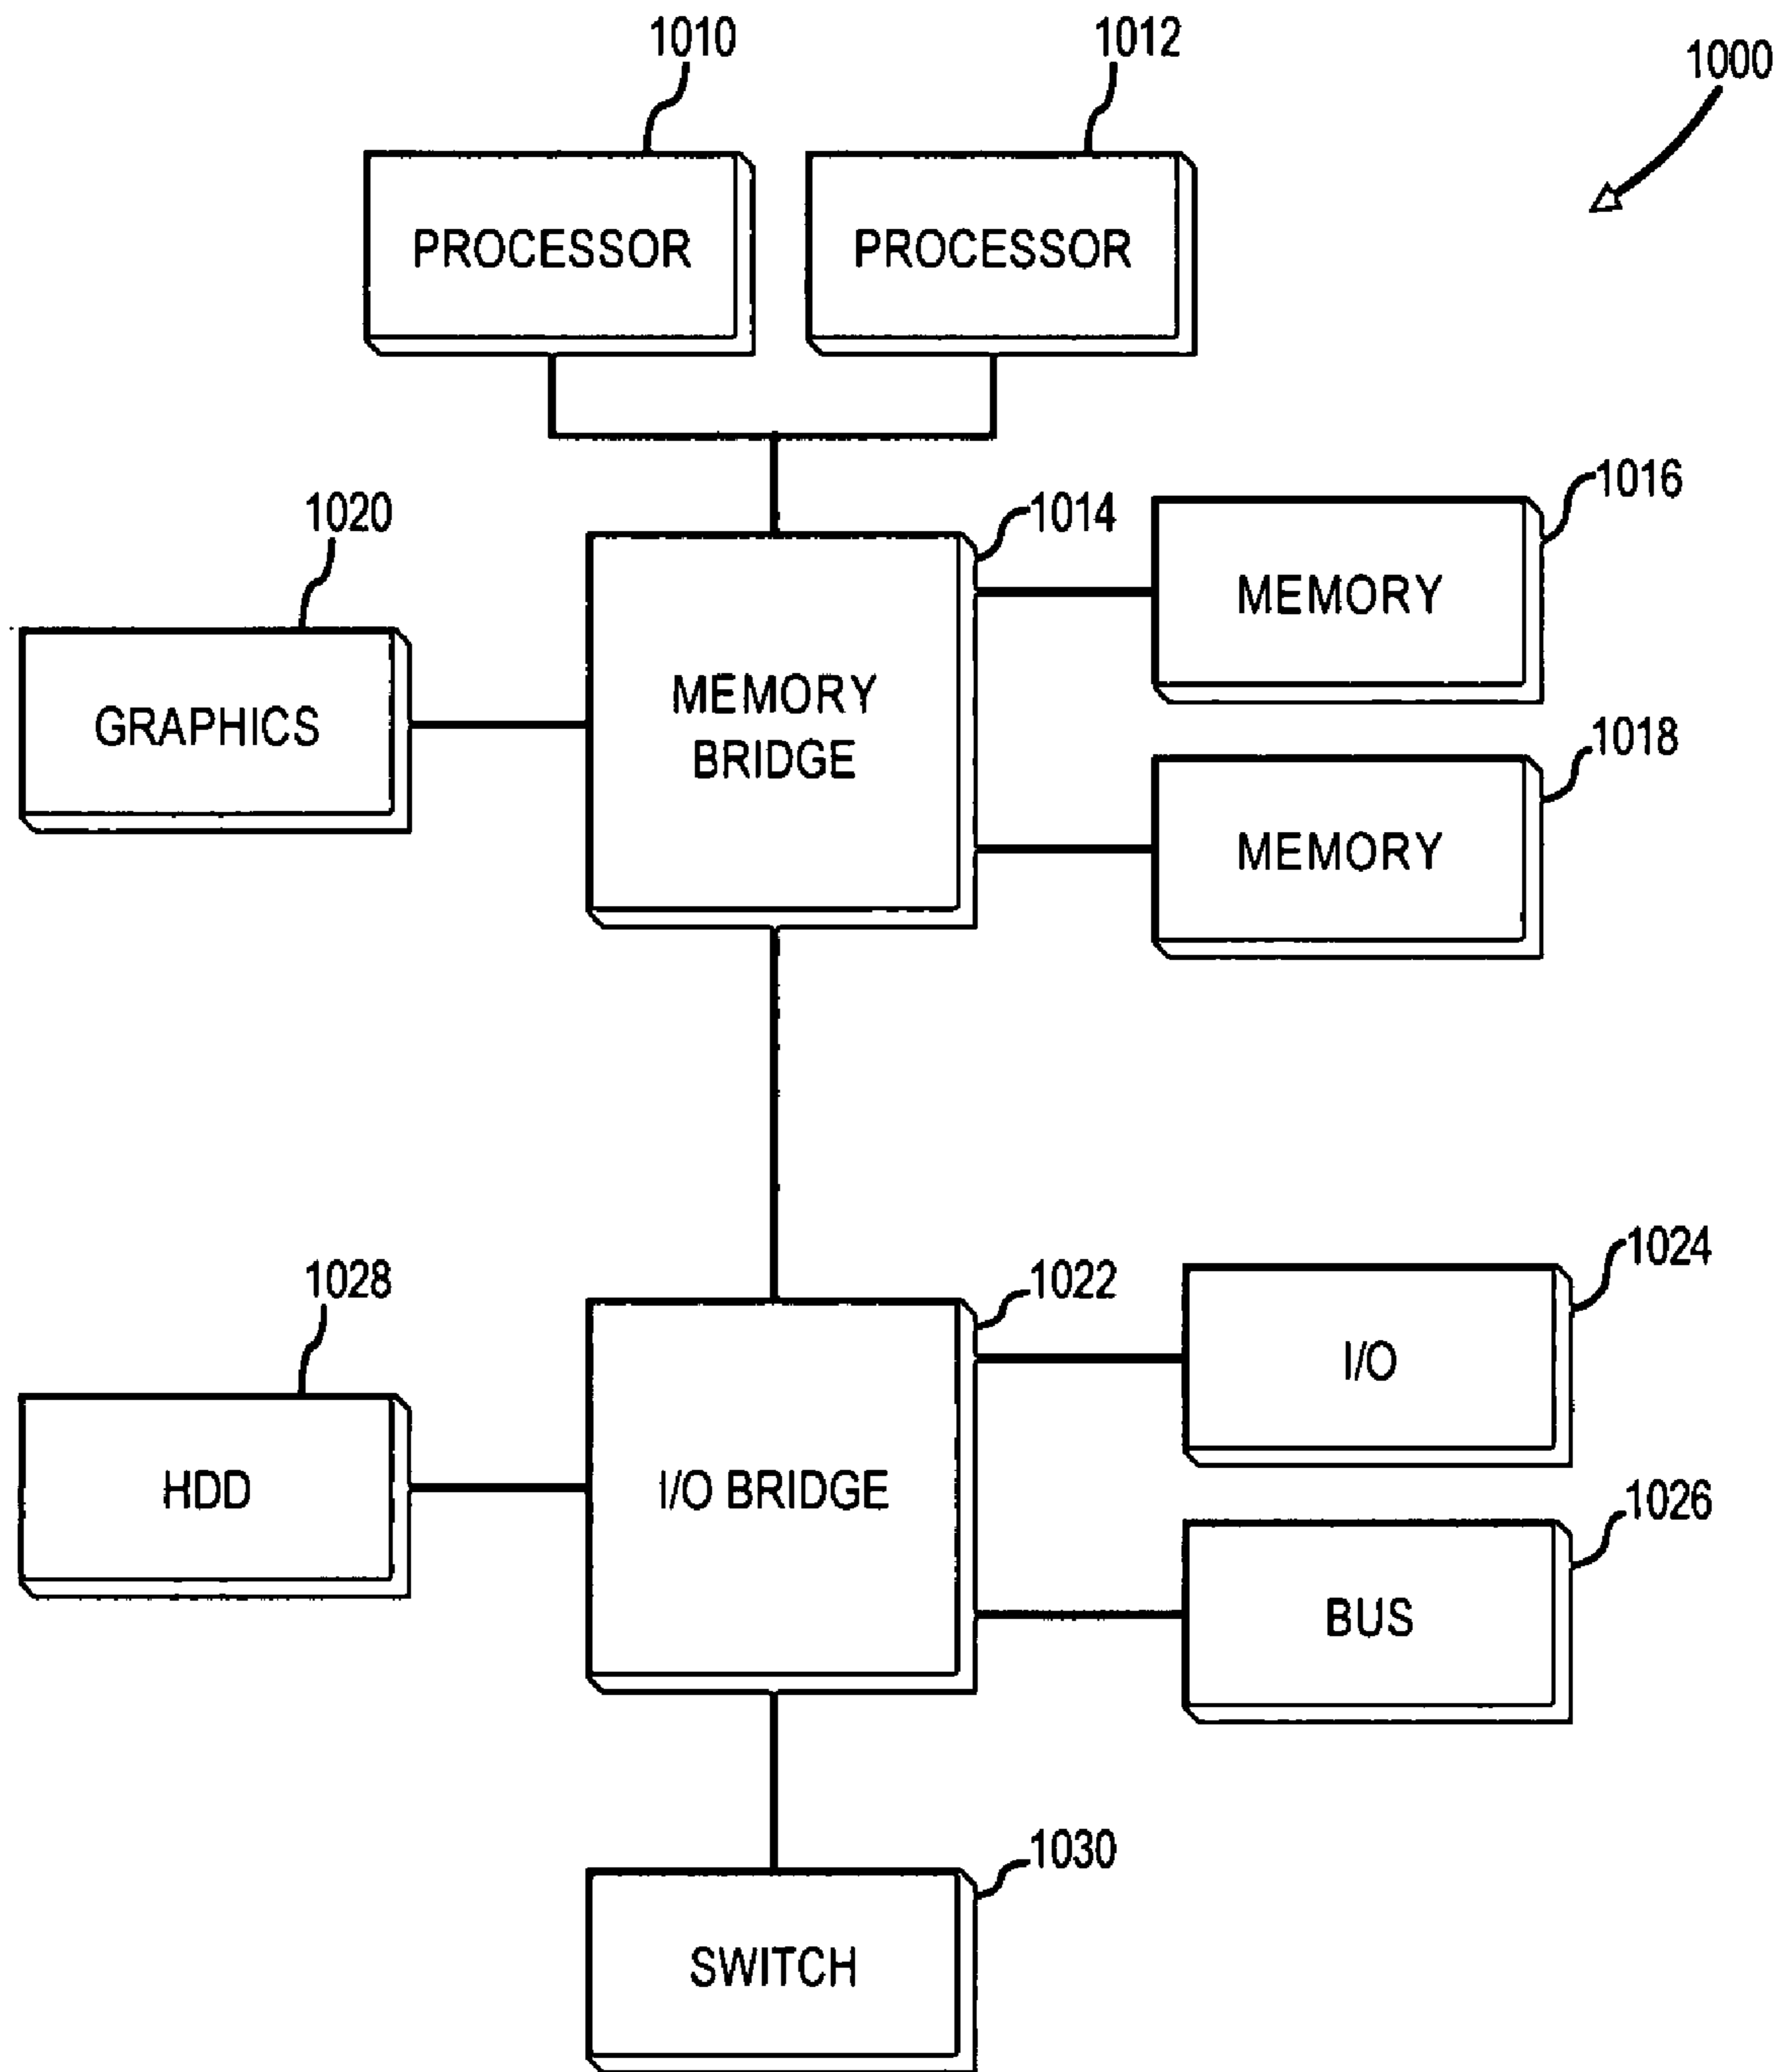 1010
1012
1000
PROCESSOR
PROCESSOR
1020
1014
1016
GRAPHICS
MEMORY
BRIDGE
MEMORY
1018
MEMORY
1028
1022
1024
HDD
I/O BRIDGE
I/O
1026
BUS
1030
SWITCH